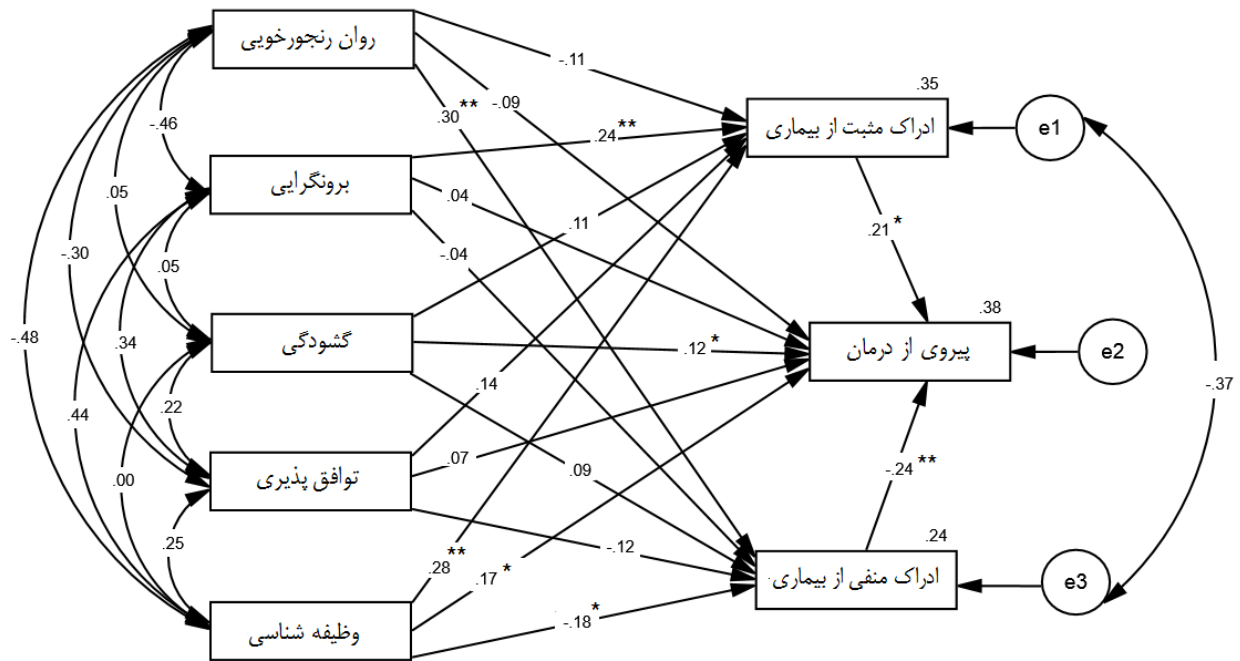 روان رنجورخویی
برونگرایی
گشودگی
توافق پذیری
وظیفه شناسی
-.46
.05
-.30
-.48
.05
.34
.44
.22
.00
.25
-.11
-.09
.30**
.24**
.04
-.04
.11
.12*
.09
.14
.07
-.12
.28**
.17*
-.18*
.35
ادراک مثبت از بیماری
e1
.21*
.38
پیروی از درمان
e2
-.24**
.24
ادراک منفی از بیماری
e3
-.37